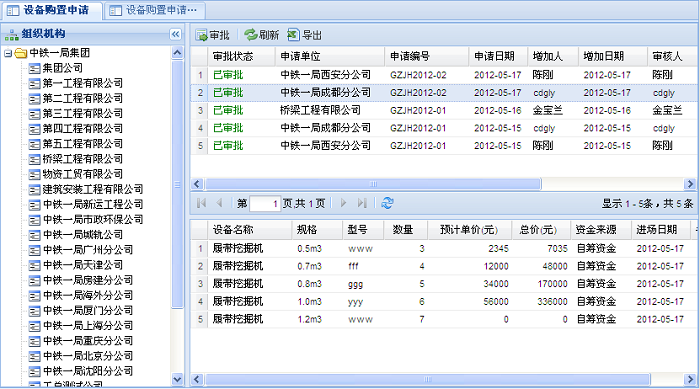 设备购置申请 设备购置申请…
组织机构
中铁一局集团
集团公司
第一工程有限公司
第二工程有限公司
第三工程有限公司
第四工程有限公司
第五工程有限公司
桥梁工程有限公司
物资工贸有限公司
建筑安装工程有限公司
中铁一局新运工程公司
中铁一局市政环保公司
中铁一局城轨公司
中铁一局广州分公司
中铁一局天津公司
中铁一局房建分公司
中铁一局海外分公司
中铁一局厦门分公司
中铁一局上海分公司
中铁一局重庆分公司
中铁一局北京分公司
中铁一局沈阳分公司
审批 刷新 导出
审批状态 申请单位 申请编号 申请日期 增加人 增加日期 审核人
1 已审批 中铁一局西安分公司 GZJH2012-02 2012-05-17 陈刚 2012-05-17 陈刚
2 已审批 中铁一局成都分公司 GZJH2012-02 2012-05-17 cdgly 2012-05-17 cdgly
3 已审批 桥梁工程有限公司 GZJH2012-01 2012-05-16 金宝兰 2012-05-16 金宝兰
4 已审批 中铁一局成都分公司 GZJH2012-01 2012-05-15 cdgly 2012-05-15 cdgly
5 已审批 中铁一局西安分公司 GZJH2012-01 2012-05-15 陈刚 2012-05-15 陈刚
第 1 页,共 1 页 显示 1 - 5条，共 5 条
设备名称 规格 型号 数量 预计单价(元) 总价(元) 资金来源 进场日期
1 履带挖掘机 0.5m3 www 3 2345 7035 自筹资金 2012-05-17
2 履带挖掘机 0.7m3 fff 4 12000 48000 自筹资金 2012-05-17
3 履带挖掘机 0.8m3 ggg 5 34000 170000 自筹资金 2012-05-17
4 履带挖掘机 1.0m3 yyy 6 56000 336000 自筹资金 2012-05-17
5 履带挖掘机 1.2m3 www 7 0 0 自筹资金 2012-05-17